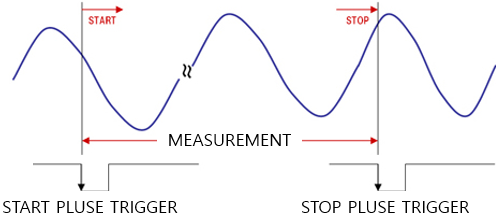 START
STOP
MEASUREMENT
START PLUSE TRIGGER
STOP PLUSE TRIGGER